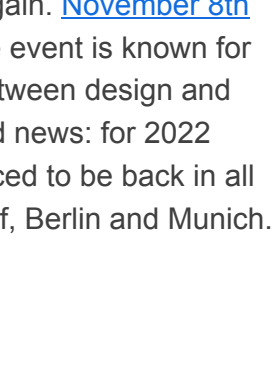 gain. November 8th
event is known for
tween design and
d news: for 2022
ced to be back in all
f, Berlin and Munich.